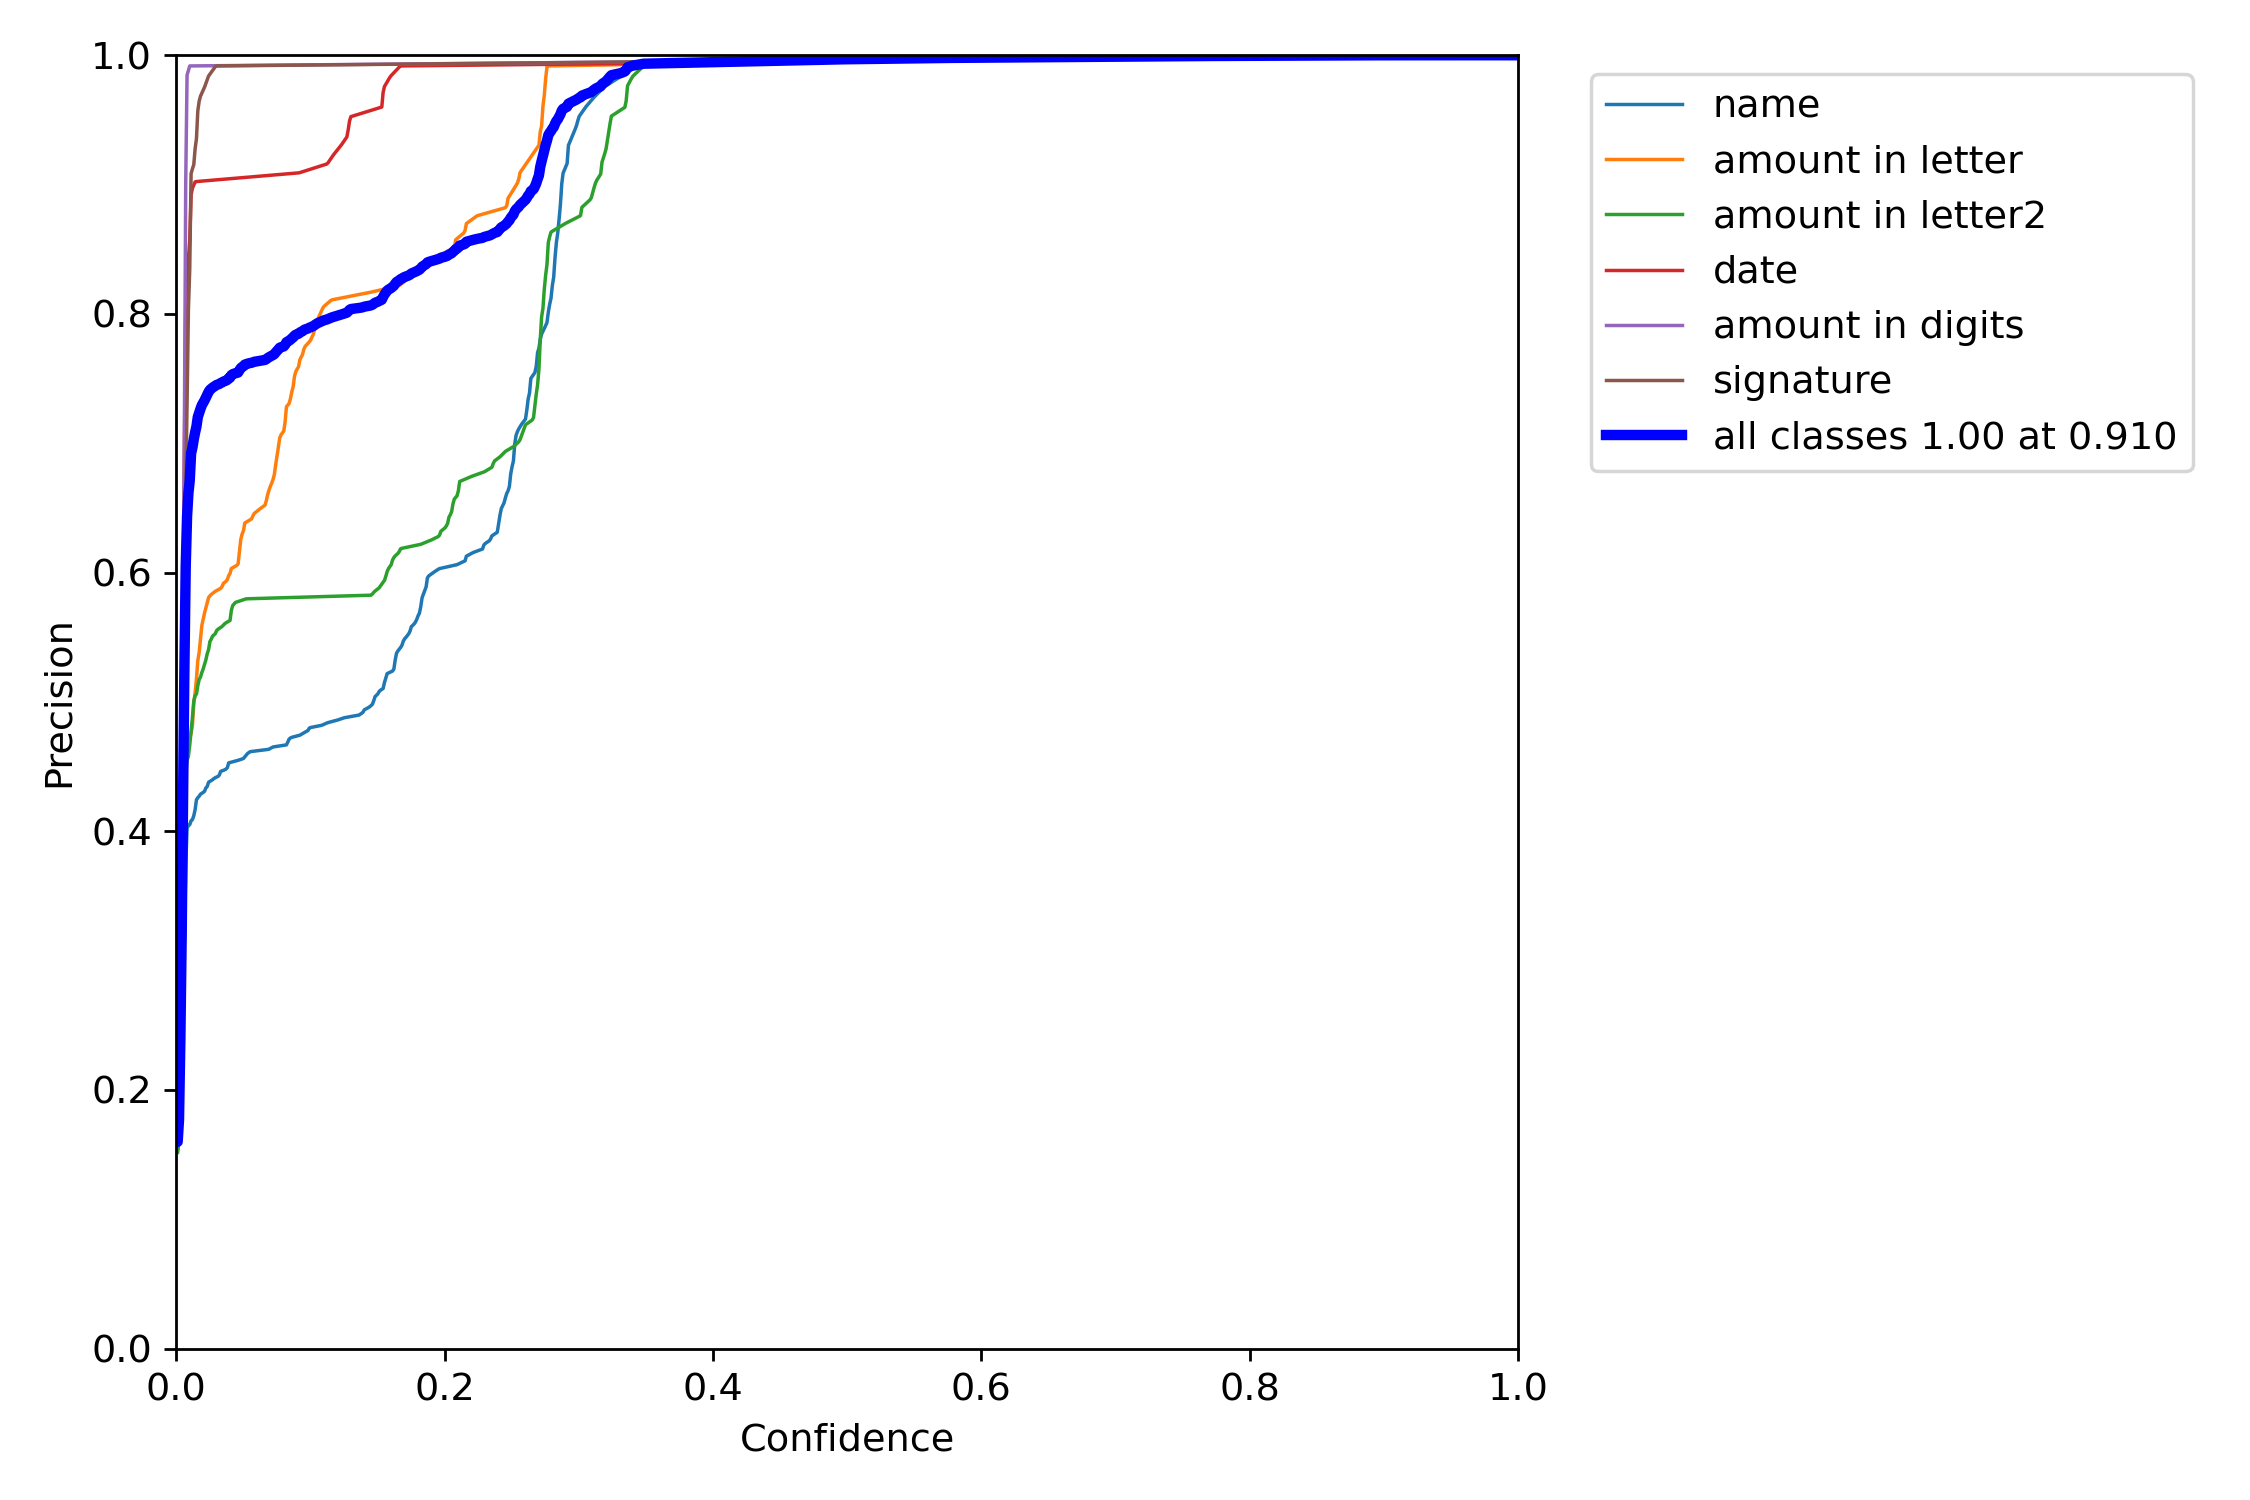 1.0
0.8
0.6
0.4
0.2
0.0
Precision
0.0 0.2 0.4 0.6 0.8 1.0
Confidence
name
amount in letter
amount in letter2
date
amount in digits
signature
all classes 1.00 at 0.910